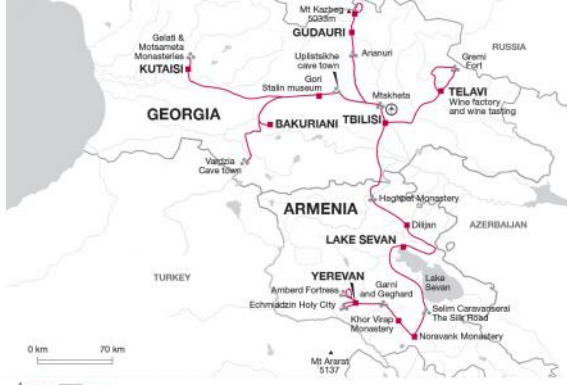 Mt Kazbeg
5033m
GUDAURI
Gelati &
Motsameta
Monasteries
KUTAISI
Uplistsikhe
cave town
Ananuri
RUSSIA
Gremi
Fort
Gori
Stalin museum
Mtskheta
TELAVI
Wine factory
and wine tasting
GEORGIA
BAKURIANI
TBILISI
Vardzia
Cave town
Haghpat Monastery
ARMENIA
Dilijan
AZERBAIJAN
LAKE SEVAN
TURKEY
YEREVAN
Lake
Sevan
Amberd Fortress
Garni
and Geghard
Echmiadzin Holy City
Selim Caravanserai
The Silk Road
Khor Virap
Monastery
Noravank Monastery
0 km
70 km
Mt Ararat
5137